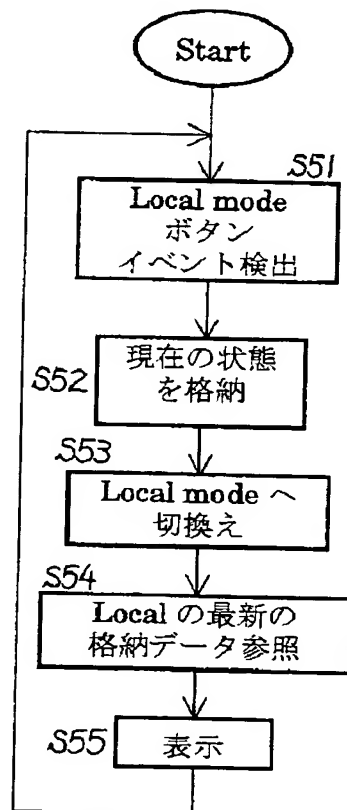 Start
S51
Local mode
ボタン
イベント検出
S52
現在の状態
を格納
S53
Local mode へ
切換え
S54
Local の最新の
格納データ参照
S55
表示